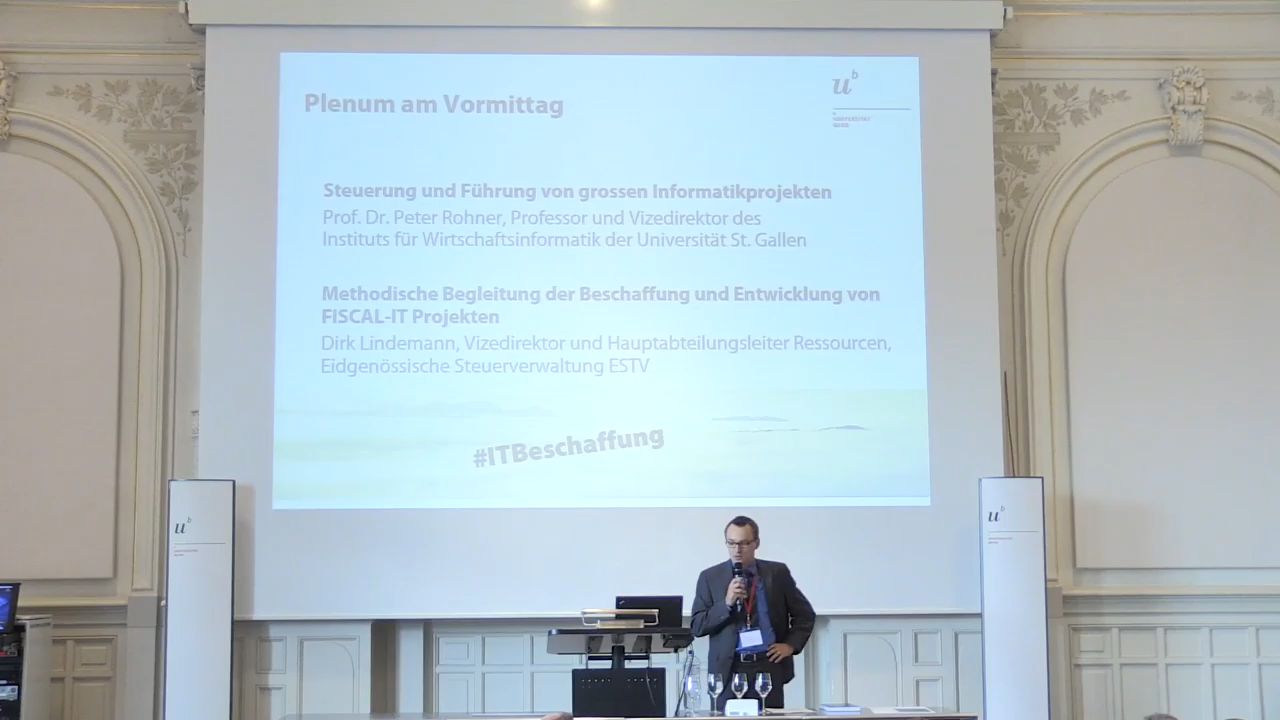 Plenum am Vormittag
u^b
UNIVERSITÄT
BERN
Steuerung und Führung von grossen Informatikprojekten
Prof. Dr. Peter Rohner, Professor und Vizedirektor des
Instituts für Wirtschaftsinformatik der Universität St. Gallen
Methodische Begleitung der Beschaffung und Entwicklung von
FISCAL-IT Projekten
Dirk Lindemann, Vizedirektor und Hauptabteilungsleiter Ressourcen,
Eidgenössische Steuerverwaltung ESTV
#ITBeschaffung
u^b
u^b